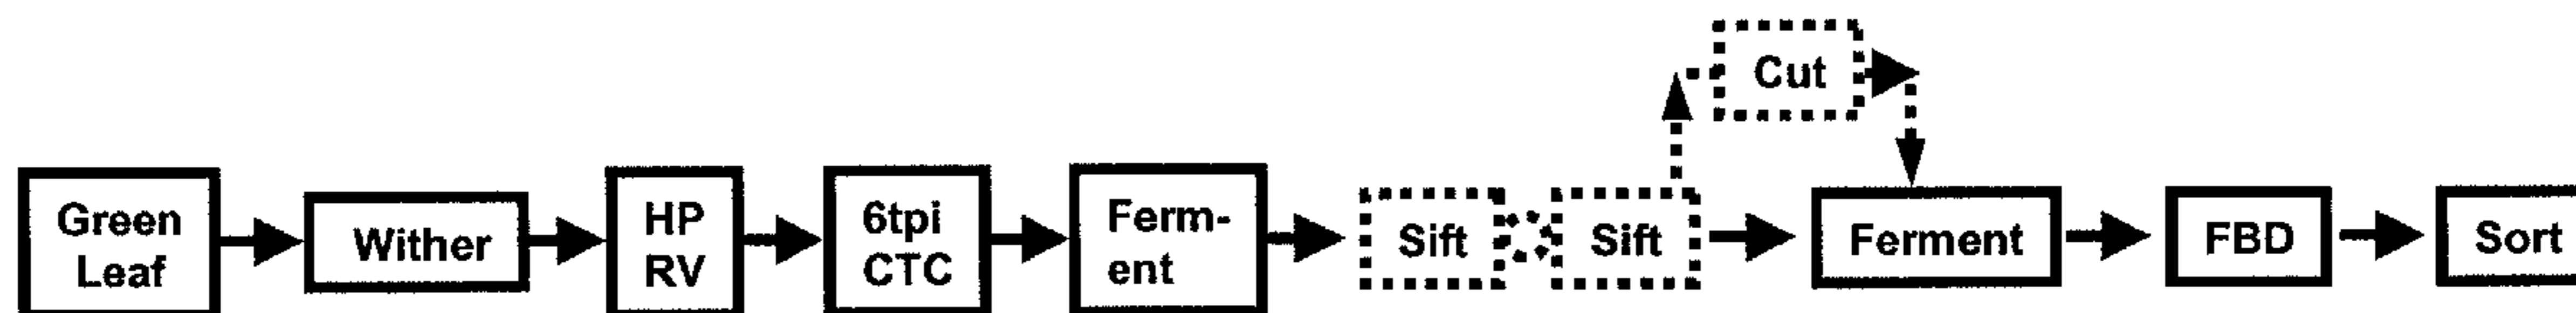 Cut
Green
Leaf
Wither
HP
RV
6tpi
CTC
Ferm-
ent
Sift
Sift
Ferment
FBD
Sort